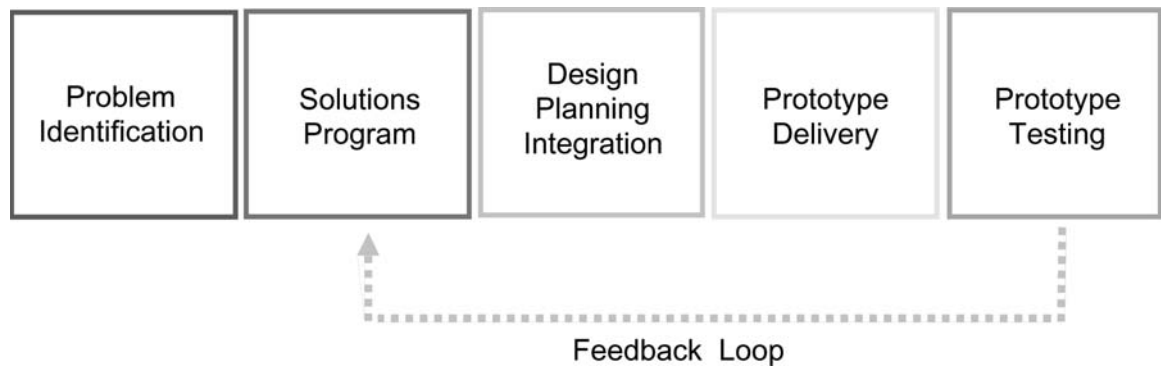 Problem
Identification
Solutions
Program
Design
Planning
Integration
Prototype
Delivery
Prototype
Testing
Feedback Loop